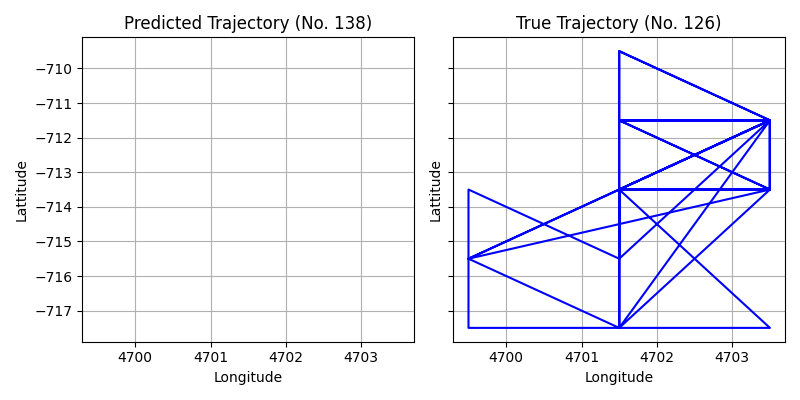 Predicted Trajectory (No. 138)
−710
−711
−712
−713
−714
−715
−716
−717
Lattitude
4700 4701 4702 4703
Longitude
True Trajectory (No. 126)
Lattitude
4700 4701 4702 4703
Longitude